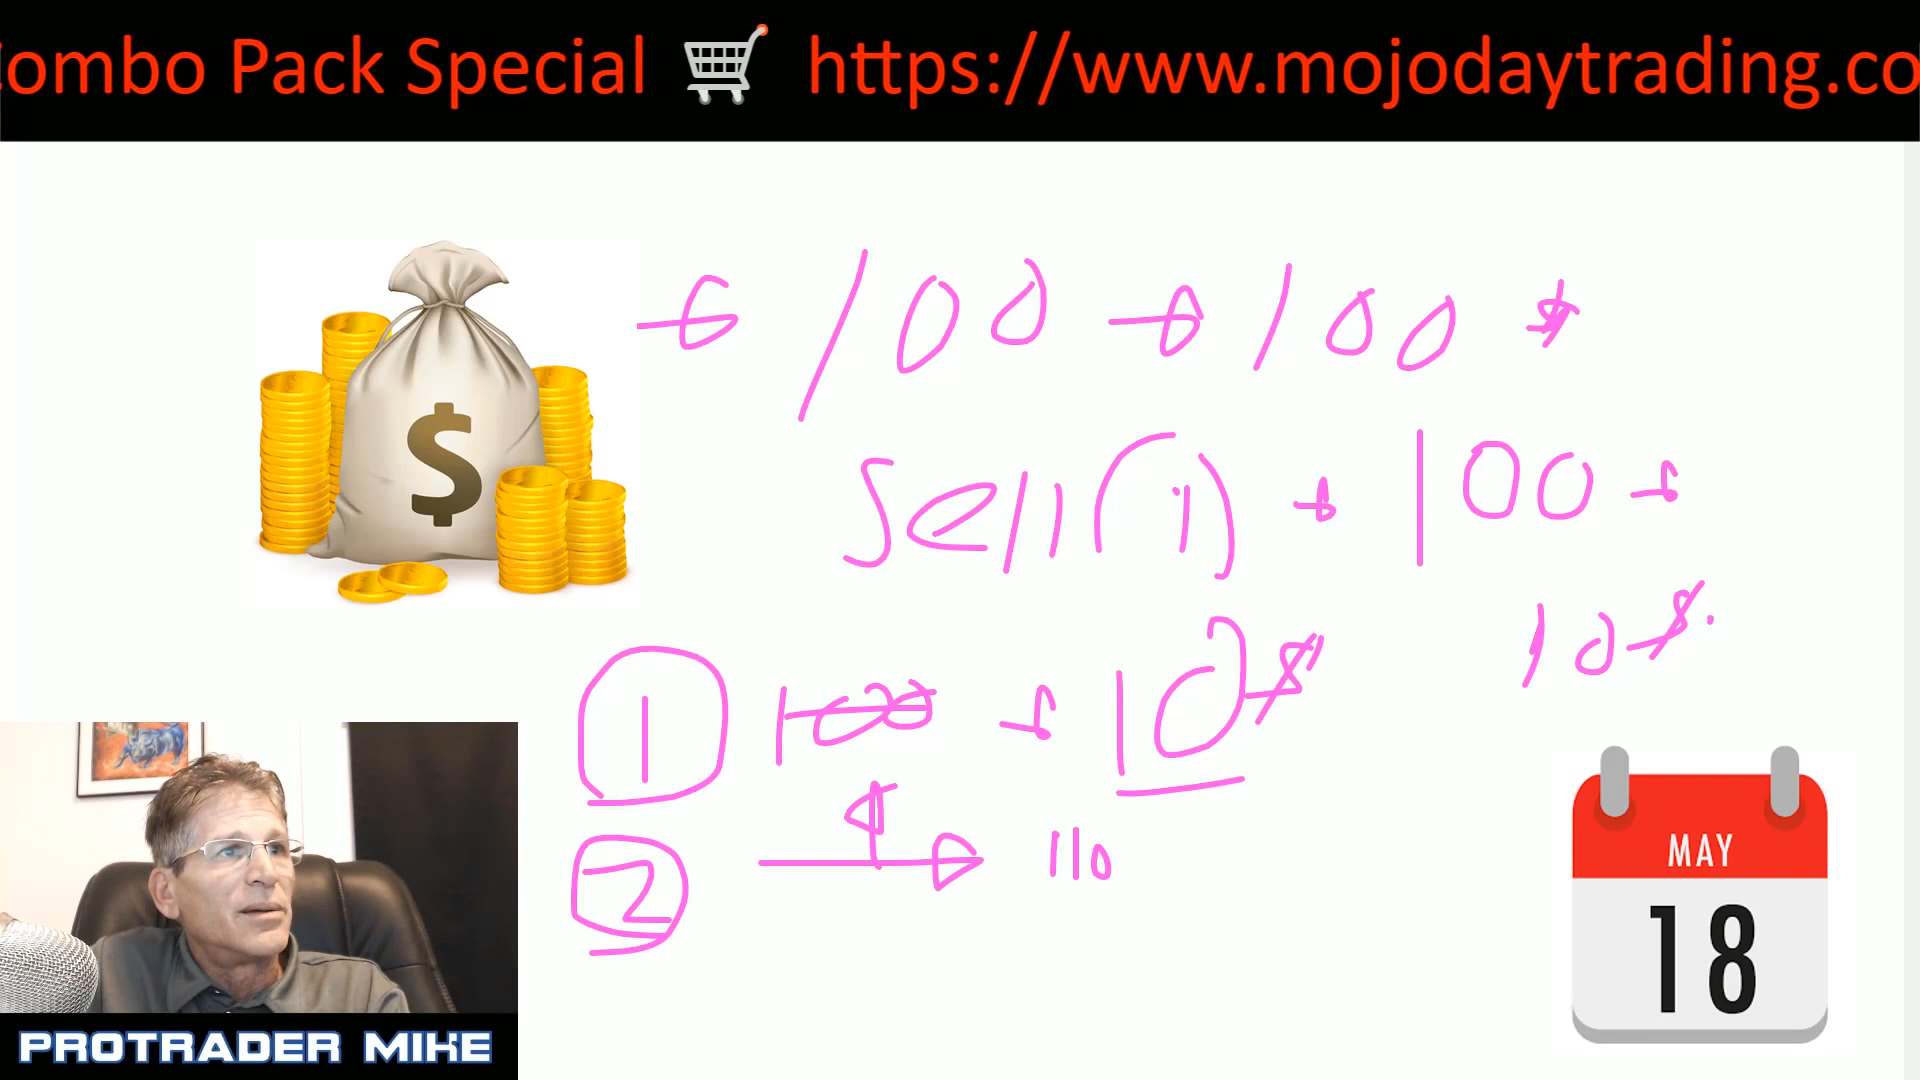 ombo Pack Special https://www.mojodaytrading.co
100 100 $
$
Sell (1) 100
10
1 100 10
2 110
MAY
18
PROTRADER MIKE